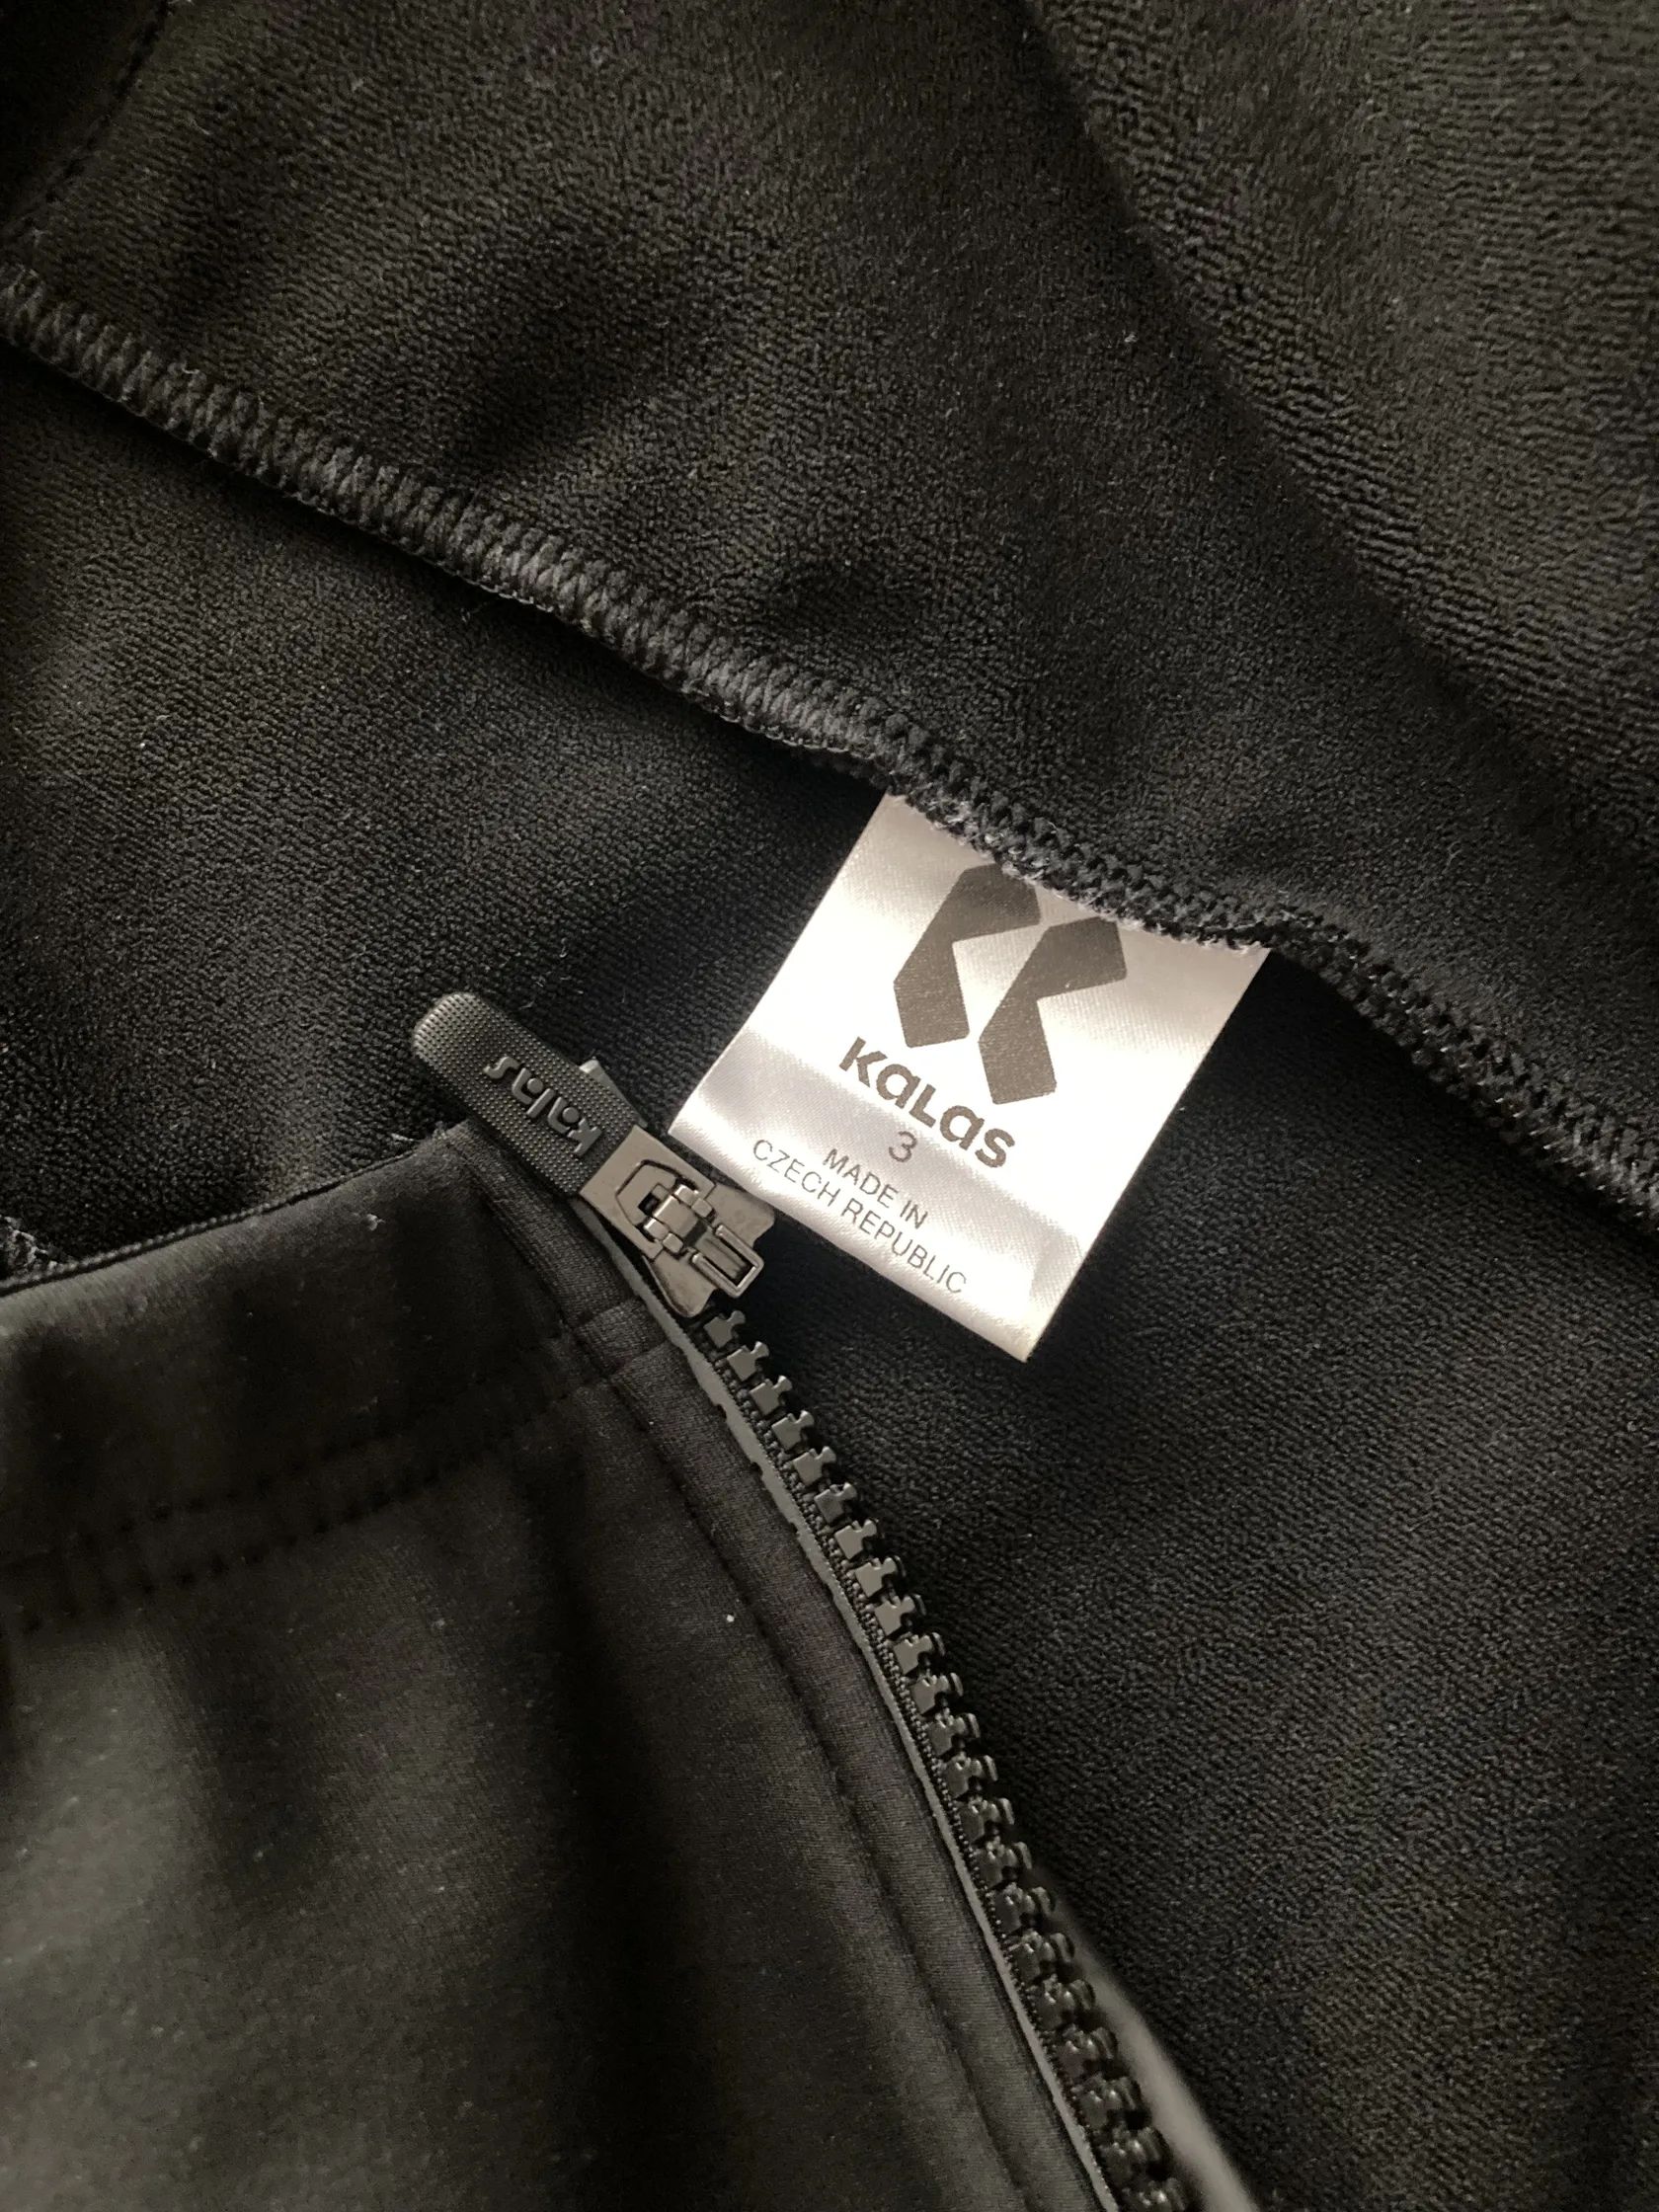 KaLas
3
MADE IN
CZECH REPUBLIC
kalas